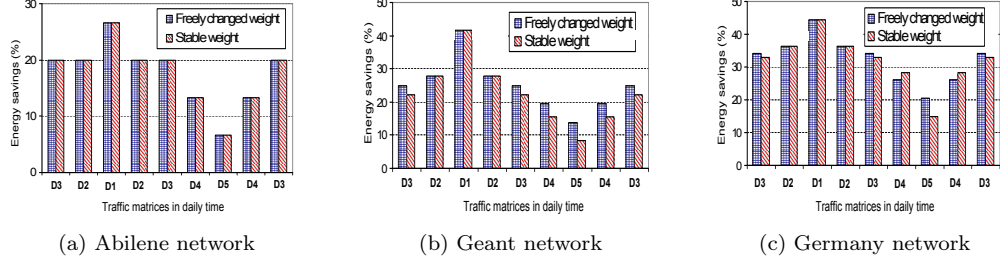 30
20
10
0
Energy savings (%)
Freely changed weight
Stable weight
D3 D2 D1 D2 D3 D4 D5 D4 D3
Traffic matrices in daily time
(a) Abilene network
50
40
30
20
10
0
Energy savings (%)
Freely changed weight
Stable weight
D3 D2 D1 D2 D3 D4 D5 D4 D3
Traffic matrices in daily time
(b) Geant network
50
40
30
20
10
0
Energy savings (%)
Freely changed weight
Stable weight
D3 D2 D1 D2 D3 D4 D5 D4 D3
Traffic matrices in daily time
(c) Germany network